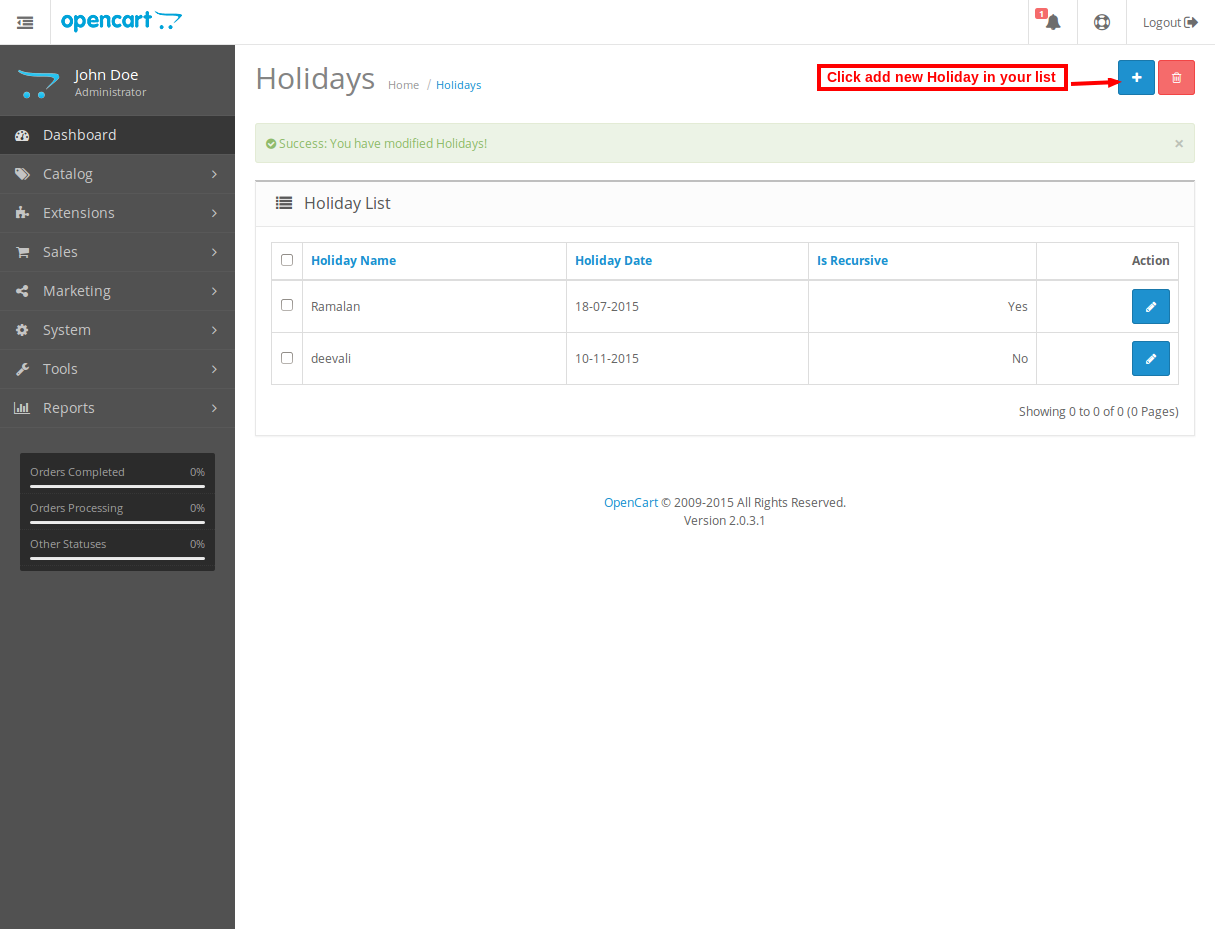 opencart
1
Logout
John Doe
Administrator
Dashboard
Catalog
Extensions
Sales
Marketing
System
Tools
Reports
Orders Completed 0%
Orders Processing 0%
Other Statuses 0%
Holidays Home / Holidays
Click add new Holiday in your list
Success: You have modified Holidays! ×
Holiday List
Holiday Name Holiday Date Is Recursive Action
Ramalan 18-07-2015 Yes
deevali 10-11-2015 No
Showing 0 to 0 of 0 (0 Pages)
OpenCart © 2009-2015 All Rights Reserved.
Version 2.0.3.1